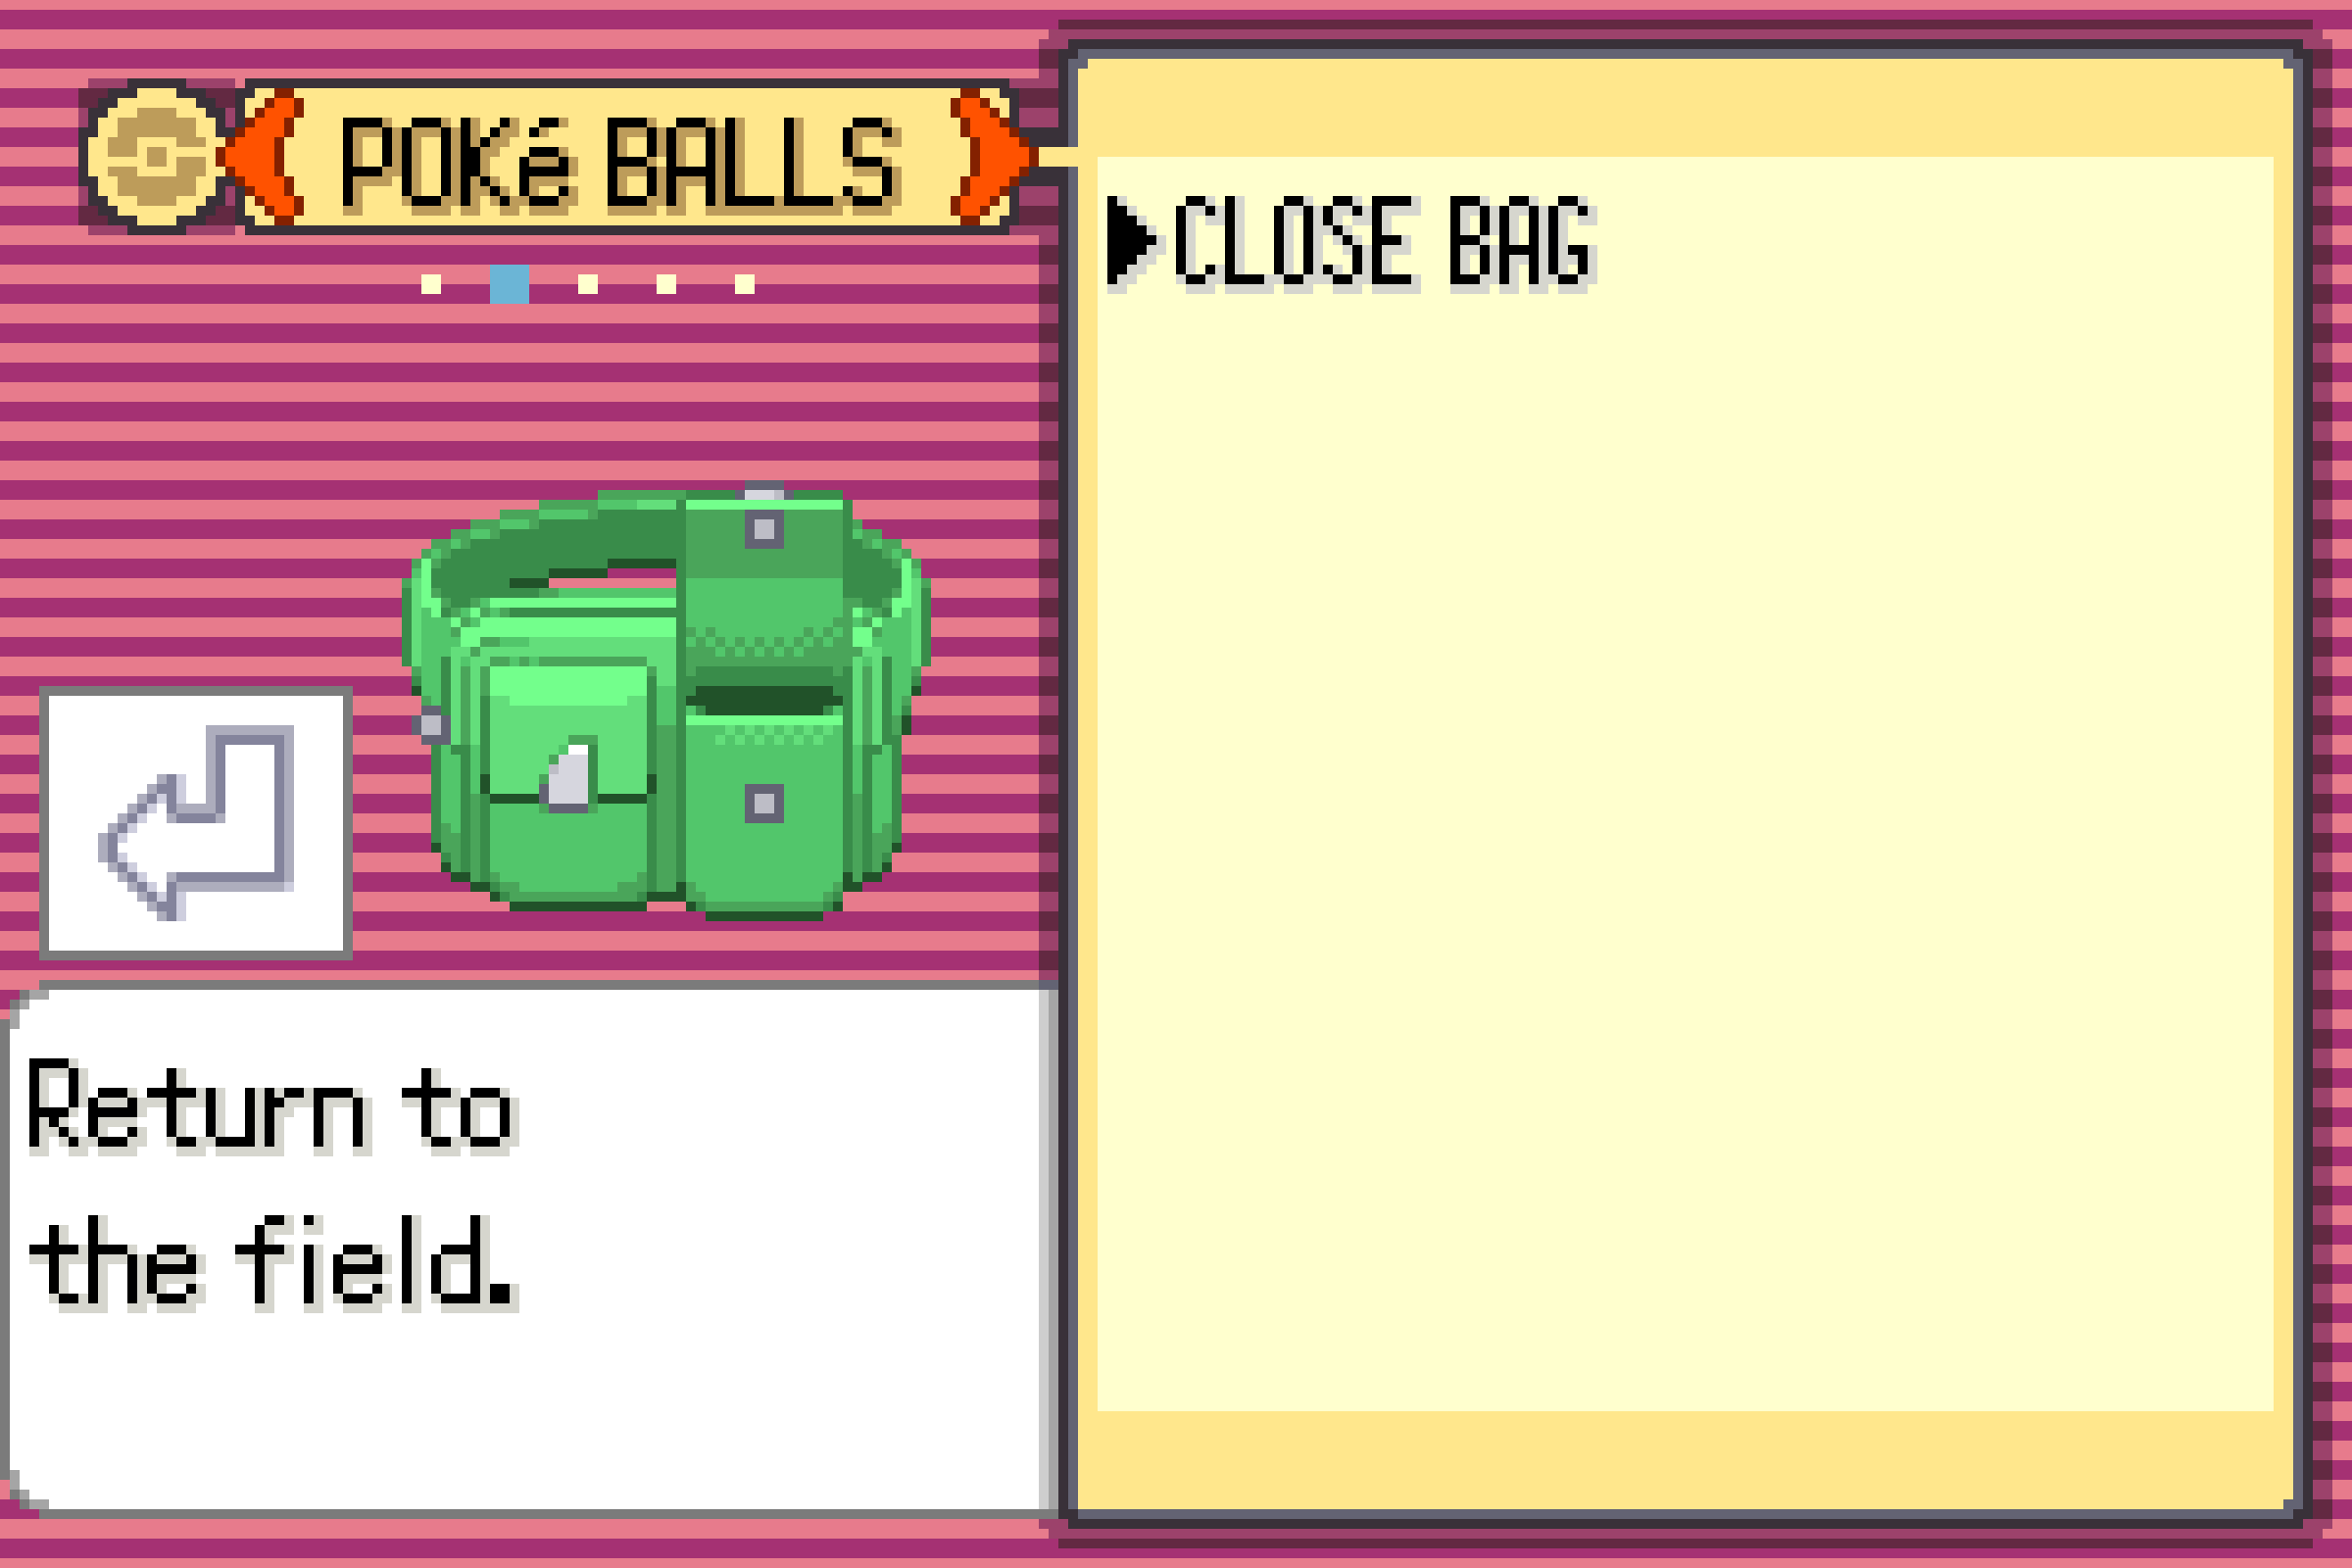 POKé BALLS
▶CLOSE BAG
Return to
the field.